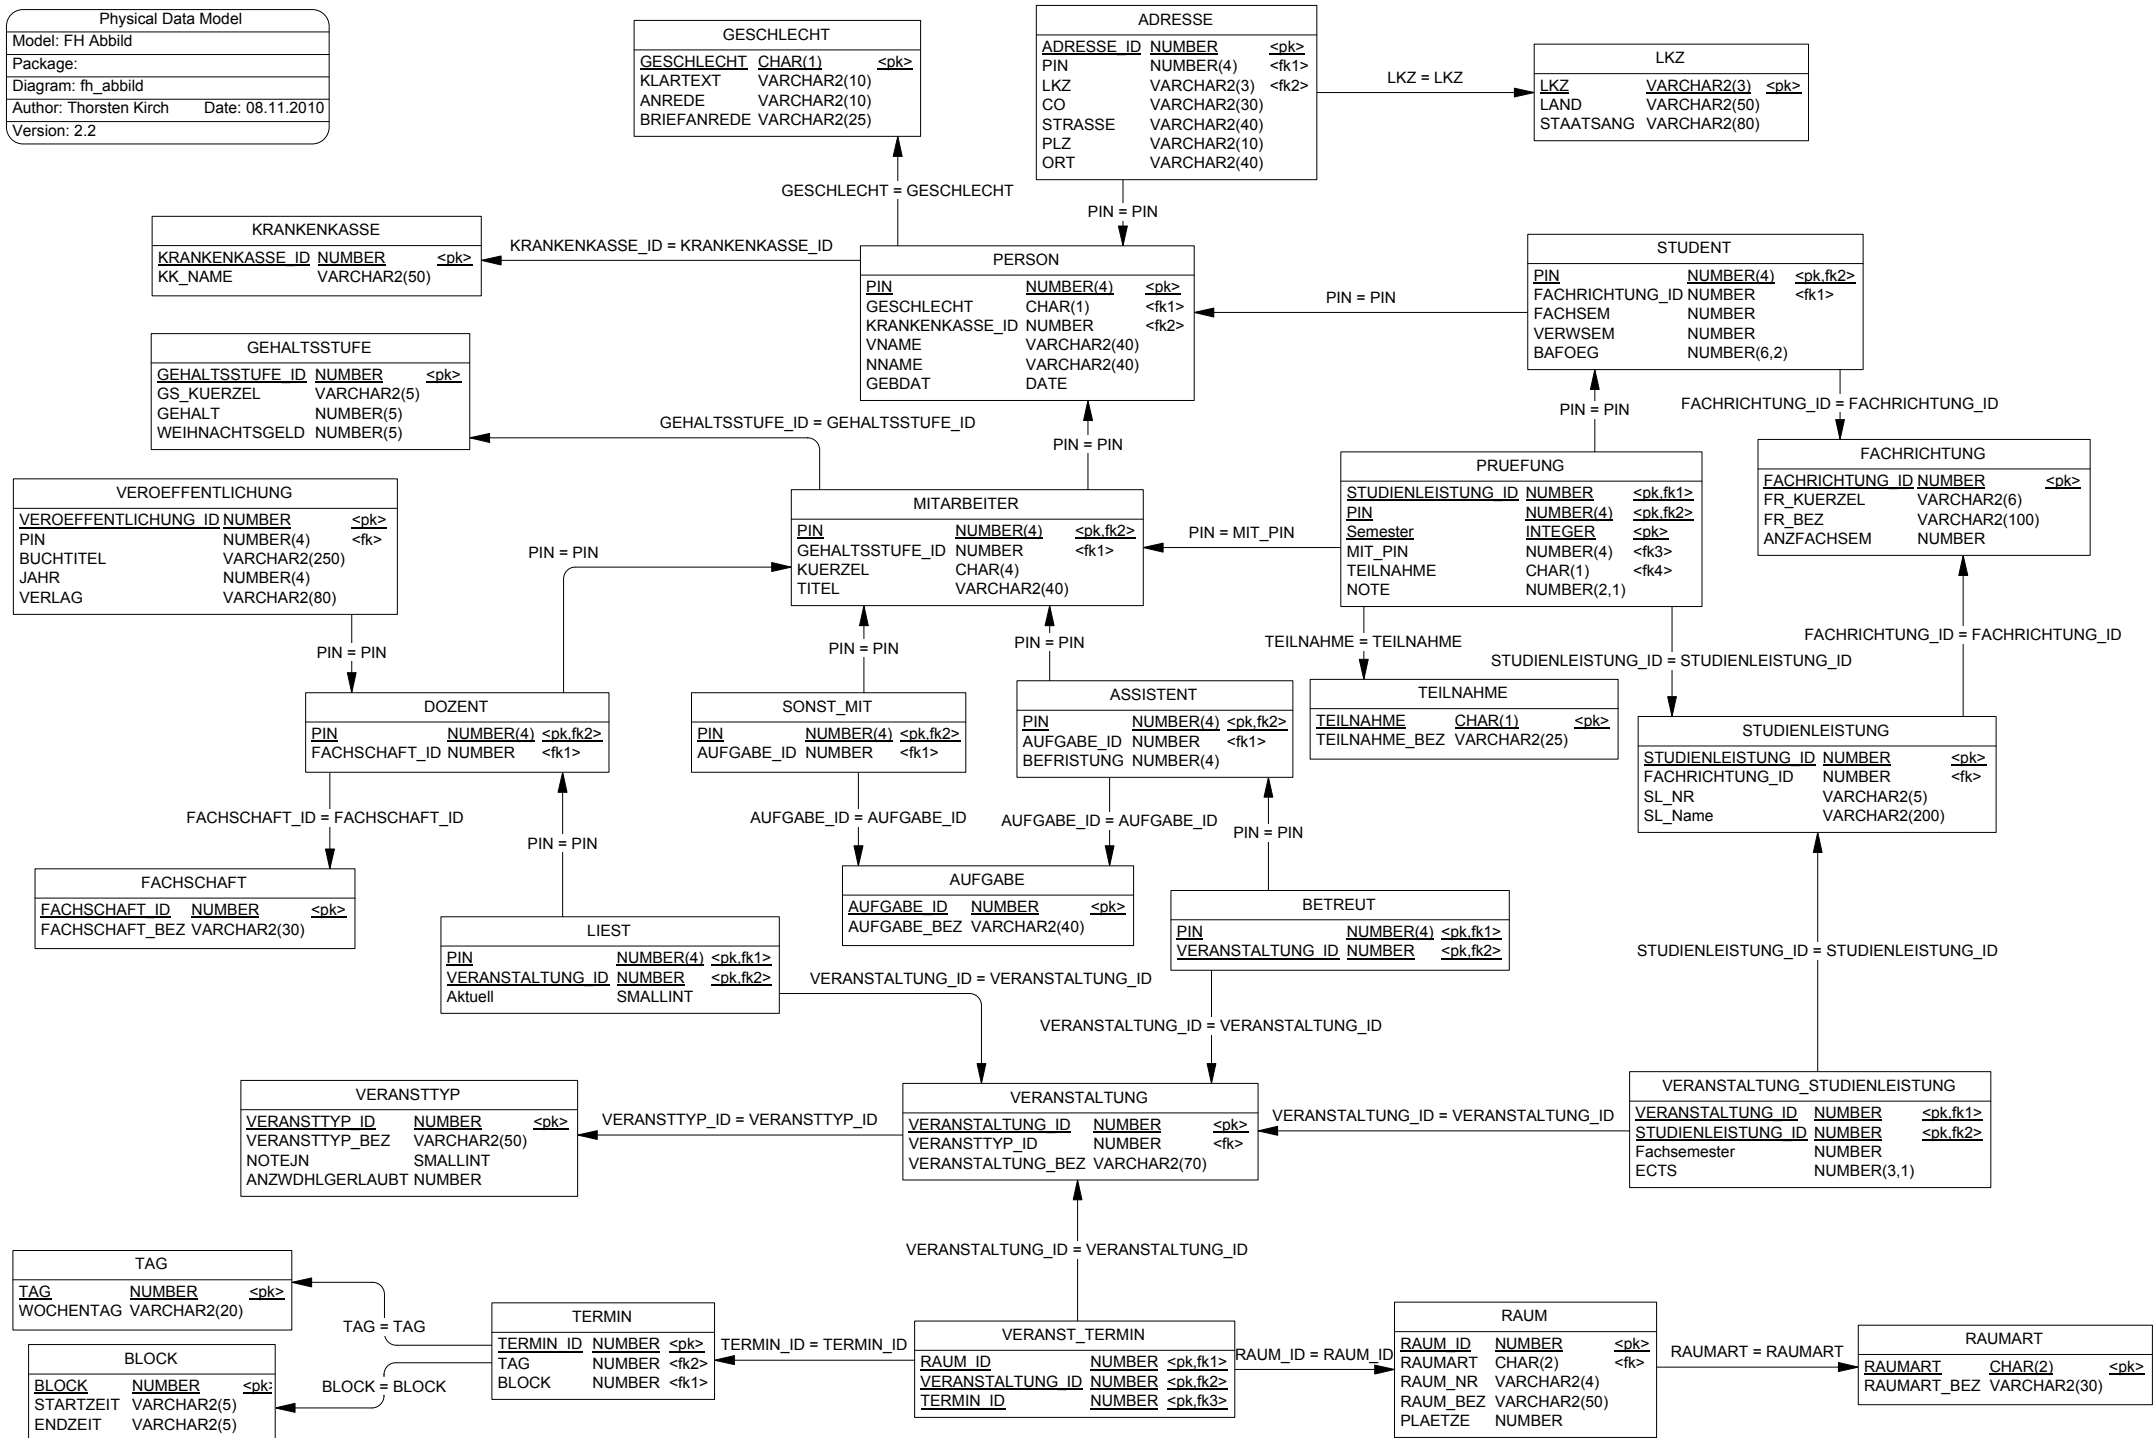 Physical Data Model
Model: FH Abbild
Package:
Diagram: fh_abbild
Author: Thorsten Kirch Date: 08.11.2010
Version: 2.2
GESCHLECHT
GESCHLECHT CHAR(1) <pk>
KLARTEXT VARCHAR2(10)
ANREDE VARCHAR2(10)
BRIEFANREDE VARCHAR2(25)
ADRESSE
ADRESSE_ID NUMBER <pk>
PIN NUMBER(4) <fk1>
LKZ VARCHAR2(3) <fk2>
CO VARCHAR2(30)
STRASSE VARCHAR2(40)
PLZ VARCHAR2(10)
ORT VARCHAR2(40)
LKZ = LKZ
LKZ
LKZ VARCHAR2(3) <pk>
LAND VARCHAR2(50)
STAATSANG VARCHAR2(80)
GESCHLECHT = GESCHLECHT
PIN = PIN
KRANKENKASSE
KRANKENKASSE_ID NUMBER <pk>
KK_NAME VARCHAR2(50)
KRANKENKASSE_ID = KRANKENKASSE_ID
PERSON
PIN NUMBER(4) <pk>
GESCHLECHT CHAR(1) <fk1>
KRANKENKASSE_ID NUMBER <fk2>
VNAME VARCHAR2(40)
NNAME VARCHAR2(40)
GEBDAT DATE
PIN = PIN
STUDENT
PIN NUMBER(4) <pk,fk2>
FACHRICHTUNG_ID NUMBER <fk1>
FACHSEM NUMBER
VERWSEM NUMBER
BAFOEG NUMBER(6,2)
GEHALTSSTUFE
GEHALTSSTUFE_ID NUMBER <pk>
GS_KUERZEL VARCHAR2(5)
GEHALT NUMBER(5)
WEIHNACHTSGELD NUMBER(5)
GEHALTSSTUFE_ID = GEHALTSSTUFE_ID
PIN = PIN
PIN = PIN
FACHRICHTUNG_ID = FACHRICHTUNG_ID
FACHRICHTUNG
FACHRICHTUNG_ID NUMBER <pk>
FR_KUERZEL VARCHAR2(6)
FR_BEZ VARCHAR2(100)
ANZFACHSEM NUMBER
VEROEFFENTLICHUNG
VEROEFFENTLICHUNG_ID NUMBER <pk>
PIN NUMBER(4) <fk>
BUCHTITEL VARCHAR2(250)
JAHR NUMBER(4)
VERLAG VARCHAR2(80)
PIN = PIN
MITARBEITER
PIN NUMBER(4) <pk,fk2>
GEHALTSSTUFE_ID NUMBER <fk1>
KUERZEL CHAR(4)
TITEL VARCHAR2(40)
PIN = MIT_PIN
PRUEFUNG
STUDIENLEISTUNG_ID NUMBER <pk,fk1>
PIN NUMBER(4) <pk,fk2>
Semester INTEGER <pk>
MIT_PIN NUMBER(4) <fk3>
TEILNAHME CHAR(1) <fk4>
NOTE NUMBER(2,1)
PIN = PIN
PIN = PIN
PIN = PIN
TEILNAHME = TEILNAHME
FACHRICHTUNG_ID = FACHRICHTUNG_ID
STUDIENLEISTUNG_ID = STUDIENLEISTUNG_ID
DOZENT
PIN NUMBER(4) <pk,fk2>
FACHSCHAFT_ID NUMBER <fk1>
SONST_MIT
PIN NUMBER(4) <pk,fk2>
AUFGABE_ID NUMBER <fk1>
ASSISTENT
PIN NUMBER(4) <pk,fk2>
AUFGABE_ID NUMBER <fk1>
BEFRISTUNG NUMBER(4)
TEILNAHME
TEILNAHME CHAR(1) <pk>
TEILNAHME_BEZ VARCHAR2(25)
STUDIENLEISTUNG
STUDIENLEISTUNG_ID NUMBER <pk>
FACHRICHTUNG_ID NUMBER <fk>
SL_NR VARCHAR2(5)
SL_Name VARCHAR2(200)
FACHSCHAFT_ID = FACHSCHAFT_ID
PIN = PIN
AUFGABE_ID = AUFGABE_ID
AUFGABE_ID = AUFGABE_ID
PIN = PIN
FACHSCHAFT
FACHSCHAFT_ID NUMBER <pk>
FACHSCHAFT_BEZ VARCHAR2(30)
AUFGABE
AUFGABE_ID NUMBER <pk>
AUFGABE_BEZ VARCHAR2(40)
BETREUT
PIN NUMBER(4) <pk,fk1>
VERANSTALTUNG_ID NUMBER <pk,fk2>
LIEST
PIN NUMBER(4) <pk,fk1>
VERANSTALTUNG_ID NUMBER <pk,fk2>
Aktuell SMALLINT
VERANSTALTUNG_ID = VERANSTALTUNG_ID
STUDIENLEISTUNG_ID = STUDIENLEISTUNG_ID
VERANSTALTUNG_ID = VERANSTALTUNG_ID
VERANSTTYP
VERANSTTYP_ID NUMBER <pk>
VERANSTTYP_BEZ VARCHAR2(50)
NOTEJN SMALLINT
ANZWDHLGERLAUBT NUMBER
VERANSTTYP_ID = VERANSTTYP_ID
VERANSTALTUNG
VERANSTALTUNG_ID NUMBER <pk>
VERANSTTYP_ID NUMBER <fk>
VERANSTALTUNG_BEZ VARCHAR2(70)
VERANSTALTUNG_ID = VERANSTALTUNG_ID
VERANSTALTUNG_STUDIENLEISTUNG
VERANSTALTUNG_ID NUMBER <pk,fk1>
STUDIENLEISTUNG_ID NUMBER <pk,fk2>
Fachsemester NUMBER
ECTS NUMBER(3,1)
VERANSTALTUNG_ID = VERANSTALTUNG_ID
TAG
TAG NUMBER <pk>
WOCHENTAG VARCHAR2(20)
TAG = TAG
BLOCK
BLOCK NUMBER <pk>
STARTZEIT VARCHAR2(5)
ENDZEIT VARCHAR2(5)
BLOCK = BLOCK
TERMIN
TERMIN_ID NUMBER <pk>
TAG NUMBER <fk2>
BLOCK NUMBER <fk1>
TERMIN_ID = TERMIN_ID
VERANST_TERMIN
RAUM_ID NUMBER <pk,fk1>
VERANSTALTUNG_ID NUMBER <pk,fk2>
TERMIN_ID NUMBER <pk,fk3>
RAUM_ID = RAUM_ID
RAUM
RAUM_ID NUMBER <pk>
RAUMART CHAR(2) <fk>
RAUM_NR VARCHAR2(4)
RAUM_BEZ VARCHAR2(50)
PLAETZE NUMBER
RAUMART = RAUMART
RAUMART
RAUMART CHAR(2) <pk>
RAUMART_BEZ VARCHAR2(30)